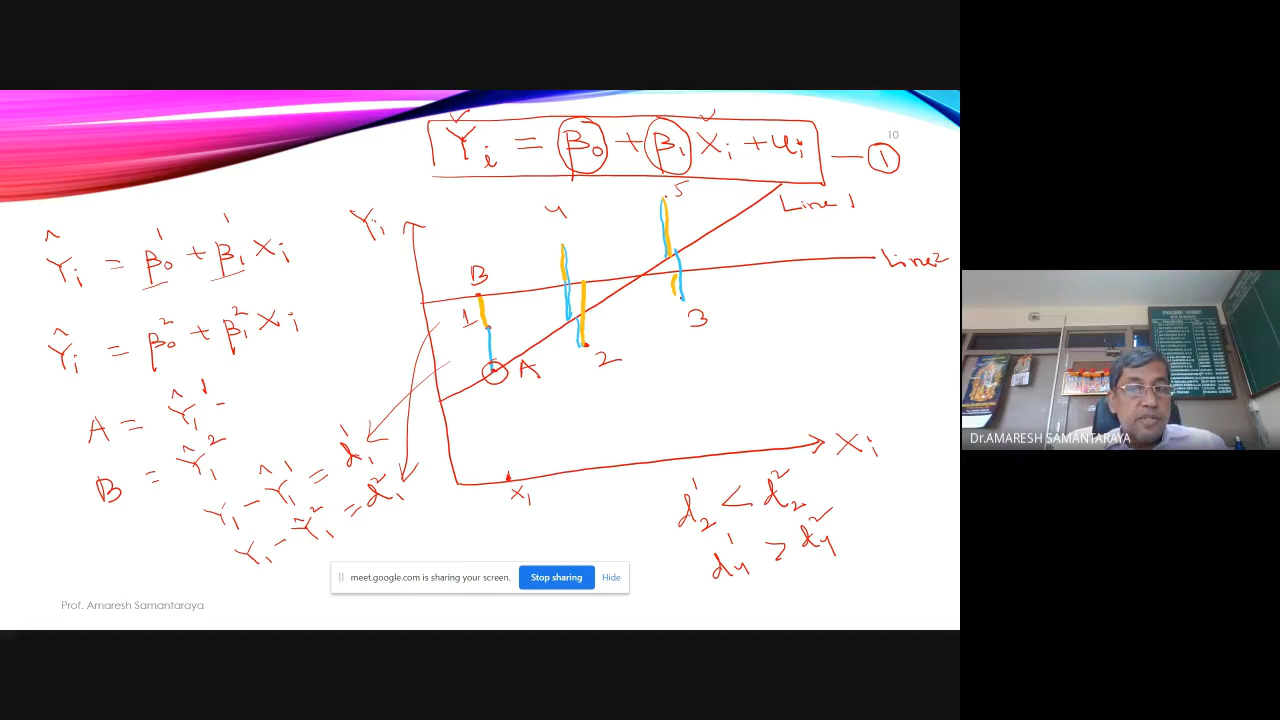 10
Yᵢ = β₀ + β₁ Xᵢ + uᵢ — ①
5
Line 1
4
Yᵢ
Ŷᵢ = β₀¹ + β₁¹ Xᵢ
Line2
B
1
3
Ŷᵢ = β₀² + β₁² Xᵢ
A
2
A = Ŷ₁¹ -
B = Ŷ₁²
Xᵢ
Y₁ - Ŷ₁¹ = d₁¹
X₁
Y₁ - Ŷ₁² = d₁²
d₂¹ < d₂²
d₄¹ > d₄²
meet.google.com is sharing your screen.
Stop sharing
Hide
Prof. Amaresh Samantaraya
Dr.AMARESH SAMANTARAYA